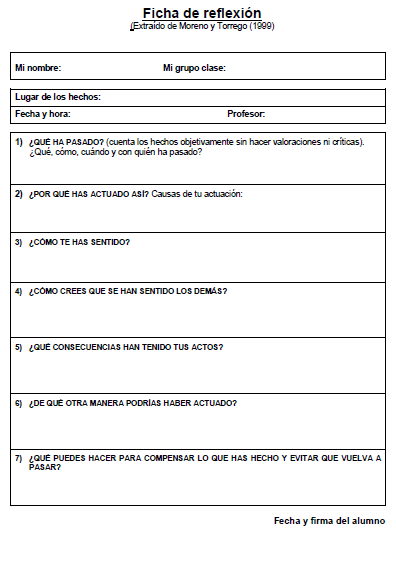 Ficha de reflexión
(Extraído de Moreno y Torrego (1999)
Mi nombre: Mi grupo clase:
Lugar de los hechos:
Fecha y hora: Profesor:
1) ¿QUÉ HA PASADO? (cuenta los hechos objetivamente sin hacer valoraciones ni críticas).
¿Qué, cómo, cuándo y con quién ha pasado?
2) ¿POR QUÉ HAS ACTUADO ASÍ? Causas de tu actuación:
3) ¿CÓMO TE HAS SENTIDO?
4) ¿CÓMO CREES QUE SE HAN SENTIDO LOS DEMÁS?
5) ¿QUÉ CONSECUENCIAS HAN TENIDO TUS ACTOS?
6) ¿DE QUÉ OTRA MANERA PODRÍAS HABER ACTUADO?
7) ¿QUÉ PUEDES HACER PARA COMPENSAR LO QUE HAS HECHO Y EVITAR QUE VUELVA A
PASAR?
Fecha y firma del alumno